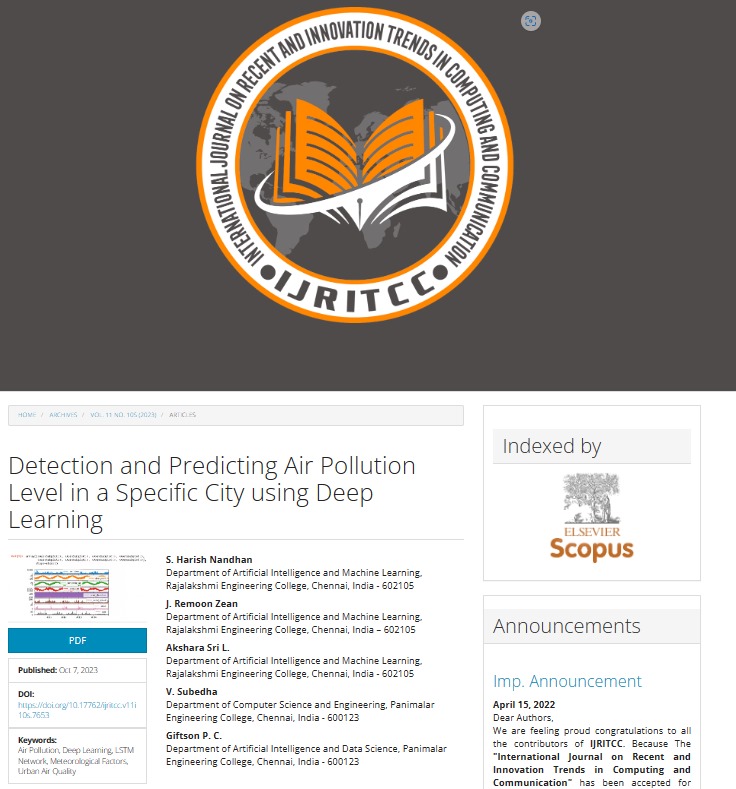 INTERNATIONAL JOURNAL ON RECENT AND INNOVATION TRENDS IN COMPUTING AND COMMUNICATION
IJRITCC
HOME / ARCHIVES / VOL. 11 NO. 10S (2023) / ARTICLES
Detection and Predicting Air Pollution
Level in a Specific City using Deep
Learning
PDF
Published: Oct 7, 2023
DOI:
https://doi.org/10.17762/ijritcc.v11i
10s.7653
Keywords:
Air Pollution, Deep Learning, LSTM
Network, Meteorological Factors,
Urban Air Quality
S. Harish Nandhan
Department of Artificial Intelligence and Machine Learning,
Rajalakshmi Engineering College, Chennai, India - 602105
J. Remoon Zean
Department of Artificial Intelligence and Machine Learning,
Rajalakshmi Engineering College, Chennai, India – 602105
Akshara Sri L.
Department of Artificial Intelligence and Machine Learning,
Rajalakshmi Engineering College, Chennai, India - 602105
V. Subedha
Department of Computer Science and Engineering, Panimalar
Engineering College, Chennai, India - 600123
Giftson P. C.
Department of Artificial Intelligence and Data Science, Panimalar
Engineering College, Chennai, India - 600123
Indexed by
ELSEVIER
Scopus
Announcements
Imp. Announcement
April 15, 2022
Dear Authors,
We are feeling proud congratulations to all
the contributors of IJRITCC. Because The
"International Journal on Recent and
Innovation Trends in Computing and
Communication" has been accepted for